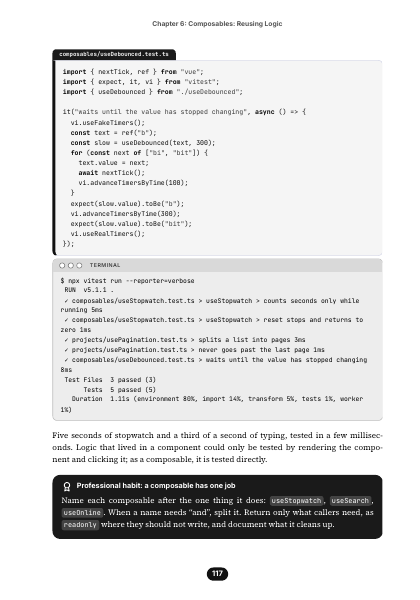 Chapter 6: Composables: Reusing Logic
composables/useDebounced.test.ts
import { nextTick, ref } from "vue";
import { expect, it, vi } from "vitest";
import { useDebounced } from "./useDebounced";
it("waits until the value has stopped changing", async () => {
vi.useFakeTimers();
const text = ref("b");
const slow = useDebounced(text, 300);
for (const next of ["bi", "bit"]) {
text.value = next;
await nextTick();
vi.advanceTimersByTime(100);
}
expect(slow.value).toBe("b");
vi.advanceTimersByTime(300);
expect(slow.value).toBe("bit");
vi.useRealTimers();
});
TERMINAL
$ npx vitest run --reporter=verbose
RUN v5.1.1 .
✓ composables/useStopwatch.test.ts > useStopwatch > counts seconds only while
running 5ms
✓ composables/useStopwatch.test.ts > useStopwatch > reset stops and returns to
zero 1ms
✓ projects/usePagination.test.ts > splits a list into pages 3ms
✓ projects/usePagination.test.ts > never goes past the last page 1ms
✓ composables/useDebounced.test.ts > waits until the value has stopped changing
8ms
Test Files 3 passed (3)
Tests 5 passed (5)
Duration 1.11s (environment 80%, import 14%, transform 5%, tests 1%, worker
1%)
Five seconds of stopwatch and a third of a second of typing, tested in a few millisec-
onds. Logic that lived in a component could only be tested by rendering the compo-
nent and clicking it; as a composable, it is tested directly.
Professional habit: a composable has one job
Name each composable after the one thing it does: useStopwatch, useSearch,
useOnline. When a name needs “and”, split it. Return only what callers need, as
readonly where they should not write, and document what it cleans up.
117